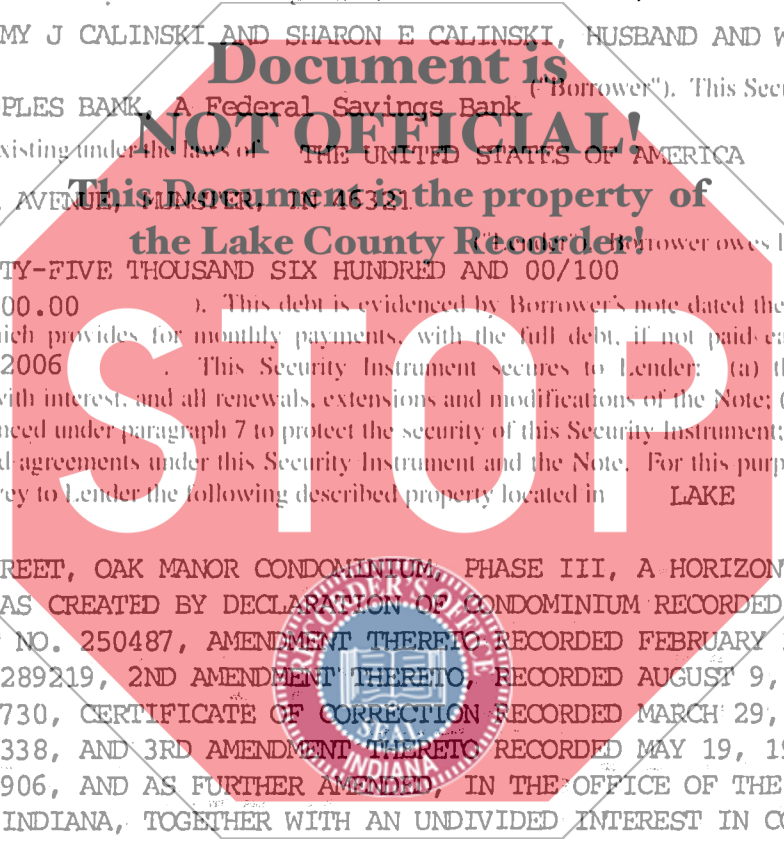 MY J CALINSKI AND SHARON E CALINSKI, HUSBAND AND W
Document is
("Borrower"). This Secu
PLES BANK, A Federal Savings Bank
NOT OFFICIAL!
xisting under the laws of THE UNITED STATES OF AMERICA
AVENUE, MUNSTER, IN 46321
This Document is the property of
the Lake County Recorder!
("Lender"). Borrower owes
TY-FIVE THOUSAND SIX HUNDRED AND 00/100
00.00 ). This debt is evidenced by Borrower's note dated the
ich provides for monthly payments, with the full debt, if not paid ea
2006 . This Security Instrument secures to Lender: (a) th
with interest, and all renewals, extensions and modifications of the Note; (
nced under paragraph 7 to protect the security of this Security Instrument;
d agreements under this Security Instrument and the Note. For this purp
ey to Lender the following described property located in LAKE
STOP
REET, OAK MANOR CONDOMINIUM, PHASE III, A HORIZON
AS CREATED BY DECLARATION OF CONDOMINIUM RECORDED
NO. 250487, AMENDMENT THERETO RECORDED FEBRUARY
289219, 2ND AMENDMENT THERETO, RECORDED AUGUST 9,
730, CERTIFICATE OF CORRECTION RECORDED MARCH 29,
338, AND 3RD AMENDMENT THERETO RECORDED MAY 19, 19
906, AND AS FURTHER AMENDED, IN THE OFFICE OF THE
INDIANA, TOGETHER WITH AN UNDIVIDED INTEREST IN CO
RECORDER'S OFFICE
SEAL
INDIANA